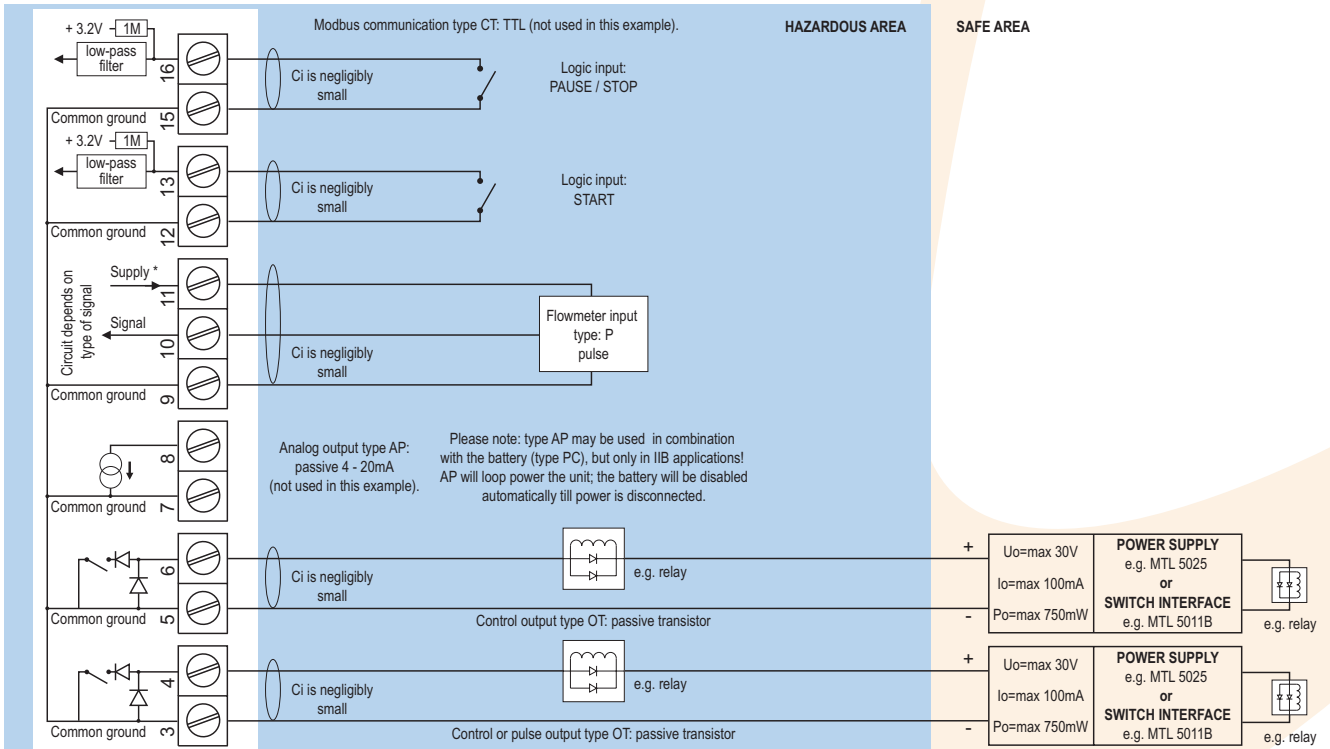 Modbus communication type CT: TTL (not used in this example).
HAZARDOUS AREA
SAFE AREA
+ 3.2V
1M
low-pass
filter
16
Ci is negligibly
small
Logic input:
PAUSE / STOP
Common ground
15
+ 3.2V
1M
low-pass
filter
13
Ci is negligibly
small
Logic input:
START
Common ground
12
Circuit depends on
type of signal
Supply *
11
Signal
10
Flowmeter input
type: P
pulse
Ci is negligibly
small
Common ground
9
8
Analog output type AP:
passive 4 - 20mA
(not used in this example).
Please note: type AP may be used in combination
with the battery (type PC), but only in IIB applications!
AP will loop power the unit; the battery will be disabled
automatically till power is disconnected.
Common ground
7
6
Ci is negligibly
small
e.g. relay
+
-
Uo=max 30V
Io=max 100mA
Po=max 750mW
POWER SUPPLY
e.g. MTL 5025
or
SWITCH INTERFACE
e.g. MTL 5011B
e.g. relay
Common ground
5
Control output type OT: passive transistor
4
Ci is negligibly
small
e.g. relay
+
-
Uo=max 30V
Io=max 100mA
Po=max 750mW
POWER SUPPLY
e.g. MTL 5025
or
SWITCH INTERFACE
e.g. MTL 5011B
e.g. relay
Common ground
3
Control or pulse output type OT: passive transistor